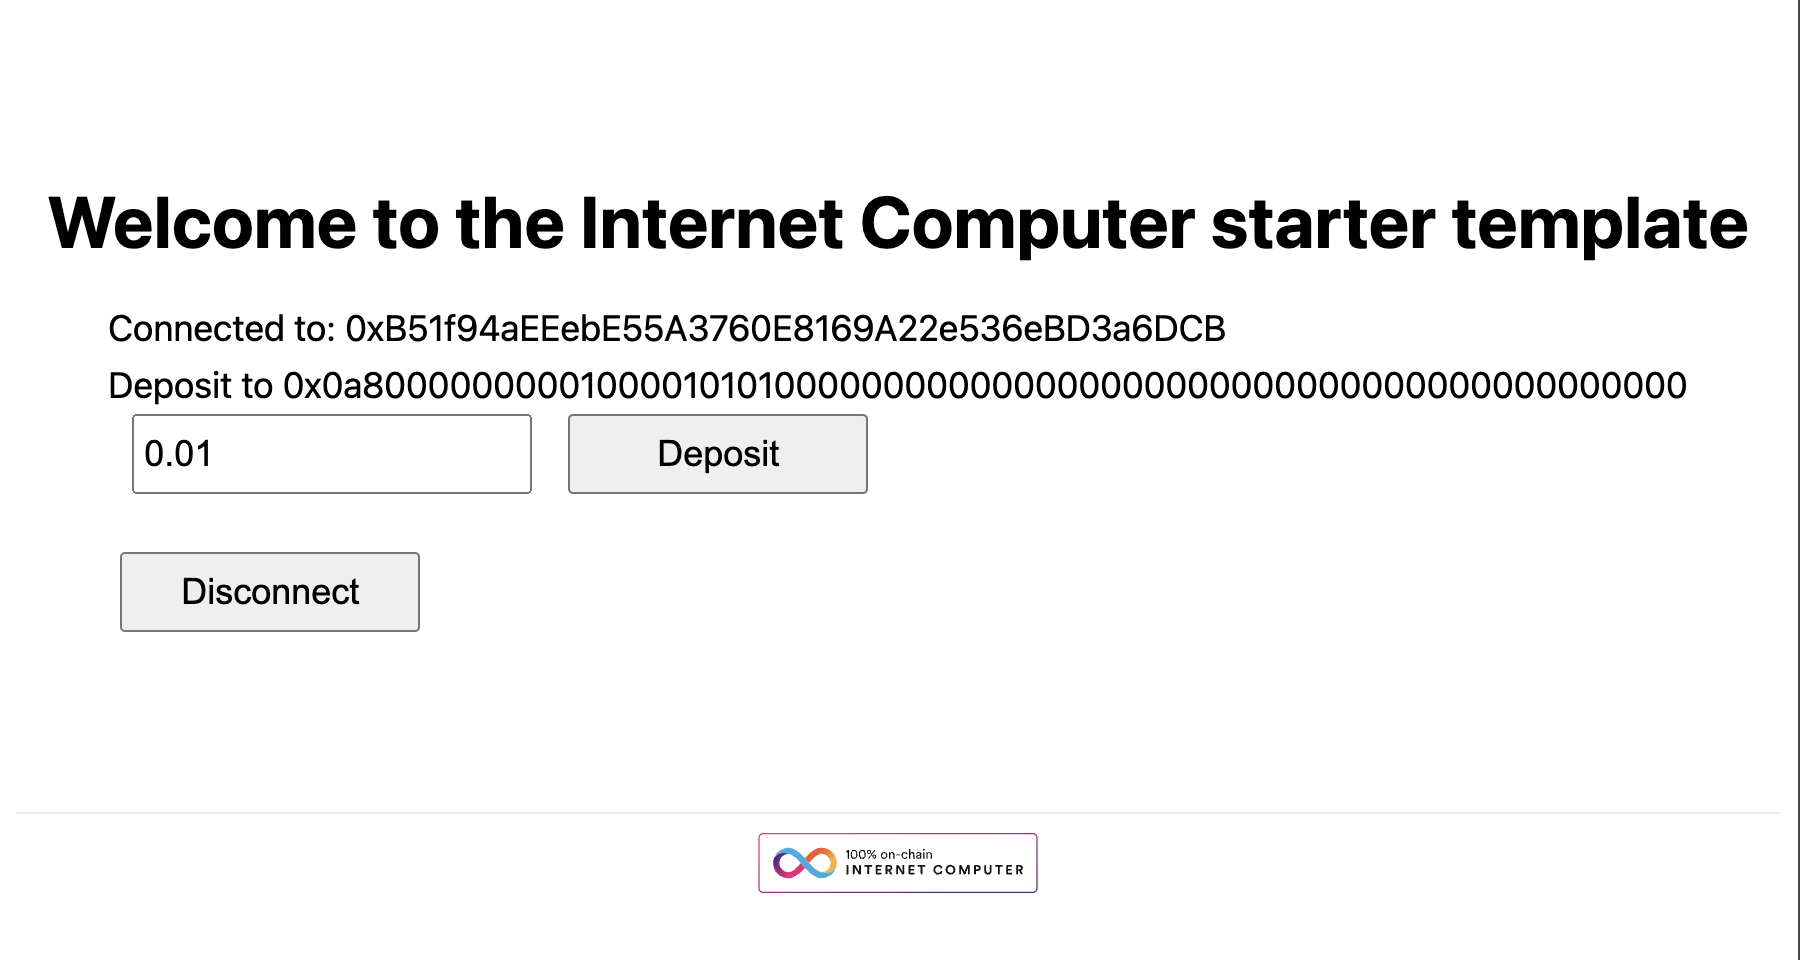 Welcome to the Internet Computer starter template
Connected to: 0xB51f94aEEebE55A3760E8169A22e536eBD3a6DCB
Deposit to 0x0a80000000001000010101000000000000000000000000000000000000000000
0.01
Deposit
Disconnect
100% on-chain
INTERNET COMPUTER